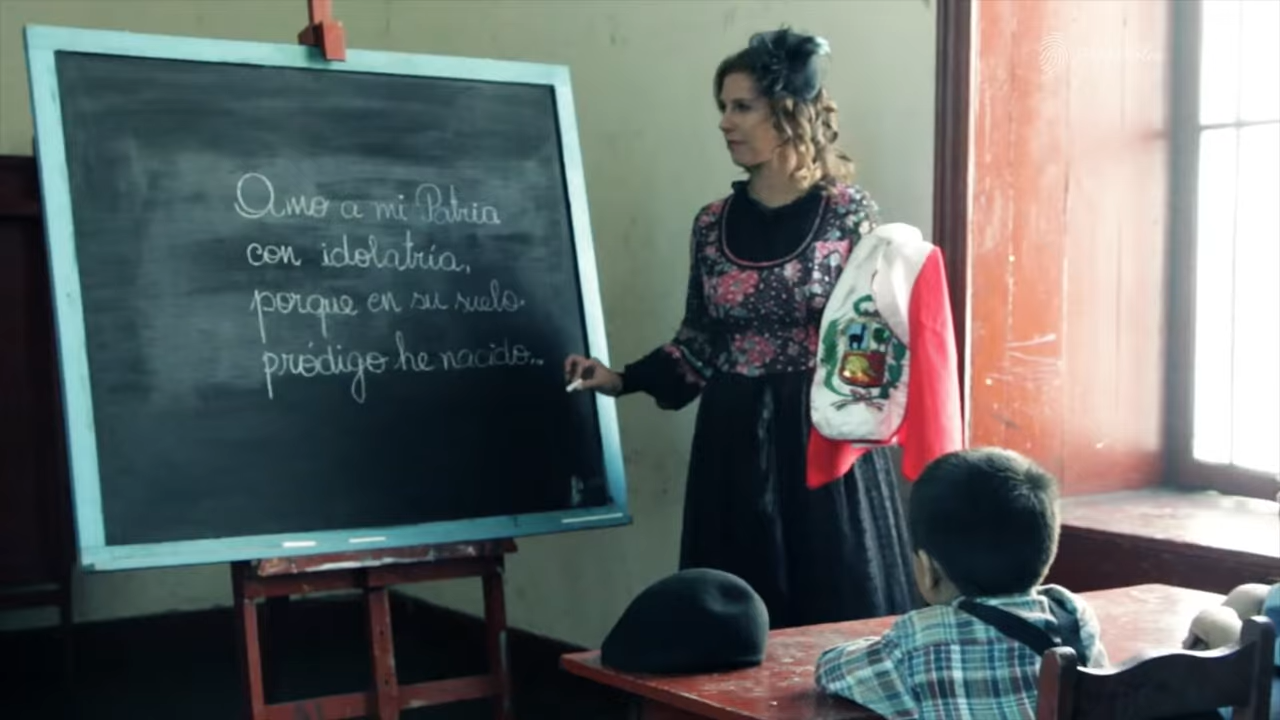 Amo a mi Patria
con idolatría,
porque en su suelo
pródigo he nacido...